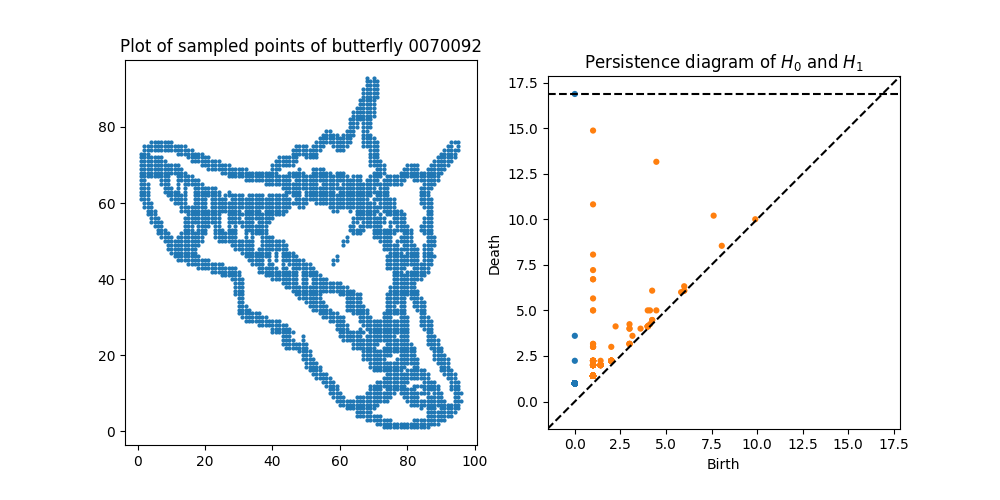 Plot of sampled points of butterfly 0070092
80
60
40
20
0
0 20 40 60 80 100
Persistence diagram of H₀ and H₁
Death
17.5
15.0
12.5
10.0
7.5
5.0
2.5
0.0
0.0 2.5 5.0 7.5 10.0 12.5 15.0 17.5
Birth